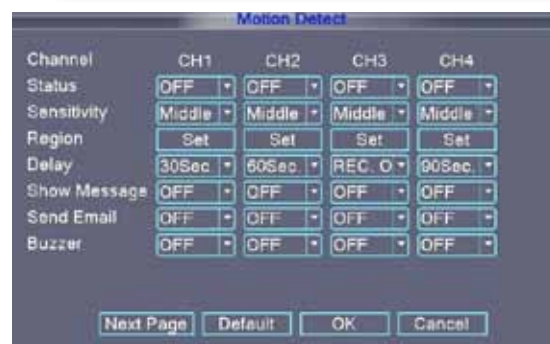 Motion Detect
Channel CH1 CH2 CH3 CH4
Status OFF OFF OFF OFF
Sensitivity Middle Middle Middle Middle
Region Set Set Set Set
Delay 30Sec. 60Sec. REC. O 90Sec.
Show Message OFF OFF OFF OFF
Send Email OFF OFF OFF OFF
Buzzer OFF OFF OFF OFF
Next Page Default OK Cancel